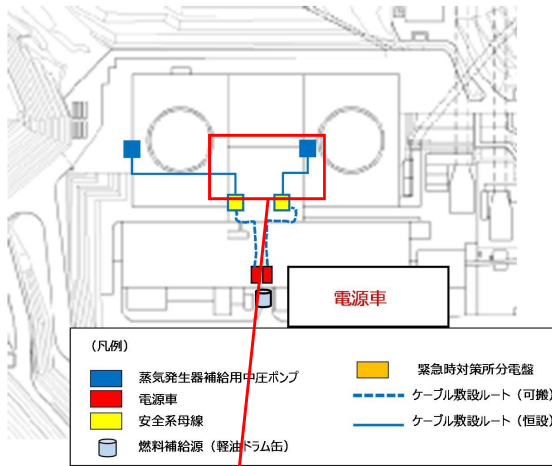 電源車
(凡例)
蒸気発生器補給用中圧ポンプ
電源車
安全系母線
燃料補給源（軽油ドラム缶）
緊急時対策所分電盤
ケーブル敷設ルート（可搬）
ケーブル敷設ルート（恒設）